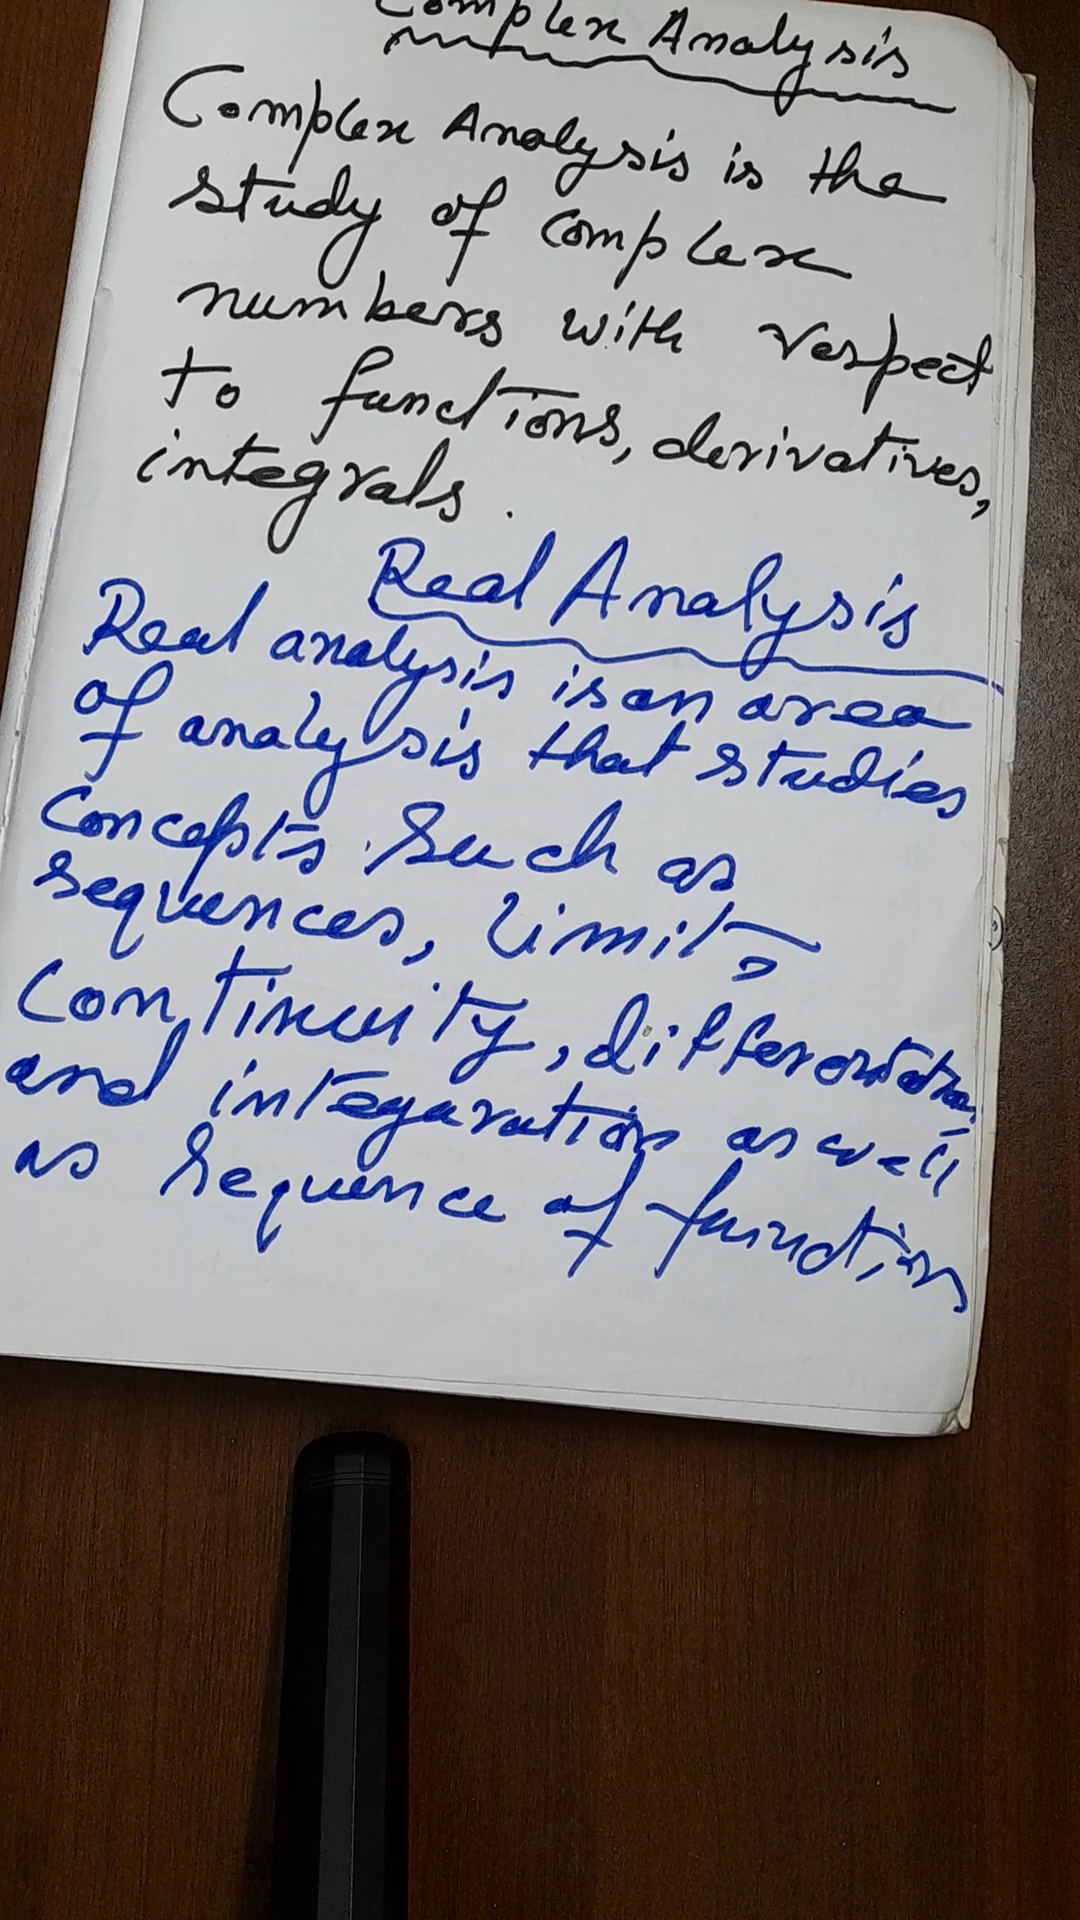 Complex Analysis
Complex Analysis is the
study of complex
numbers with respect
to functions, derivatives,
integrals.
Real Analysis
Real analysis is an area
of analysis that studies
concepts such as
sequences, limits,
continuity, differentiation,
and integaration as well
as sequence of function